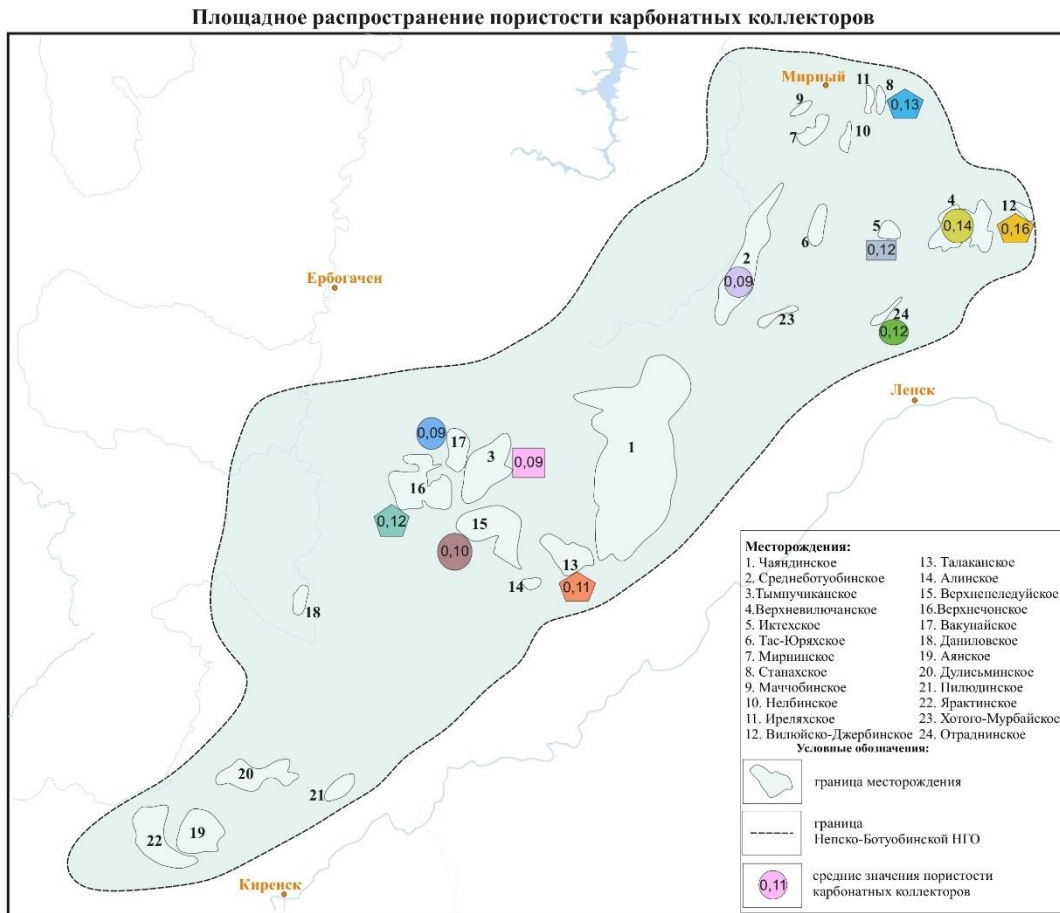 Площадное распространение пористости карбонатных коллекторов
Мирный
11
8
0,13
9
7
10
4
12
0,14
0,16
5
0,12
6
2
0,09
23
24
0,12
Ербогачен
Ленск
1
0,09
17
3
0,09
16
0,12
15
0,10
13
14
0,11
18
20
21
22
19
Киренск
Месторождения:
1. Чаяндинское
2. Среднеботуобинское
3.Тымпучиканское
4.Верхневилючанское
5. Иктехское
6. Тас-Юряхское
7. Мирнинское
8. Станахское
9. Маччобинское
10. Нелбинское
11. Иреляхское
12. Вилюйско-Джербинское
13. Талаканское
14. Алинское
15. Верхнепеледуйское
16.Верхнечонское
17. Вакунайское
18. Даниловское
19. Аянское
20. Дулисьминское
21. Пилюдинское
22. Ярактинское
23. Хотого-Мурбайское
24. Отраднинское
Условные обозначения:
граница месторождения
граница
Непско-Ботуобинской НГО
0,11
средние значения пористости
карбонатных коллекторов